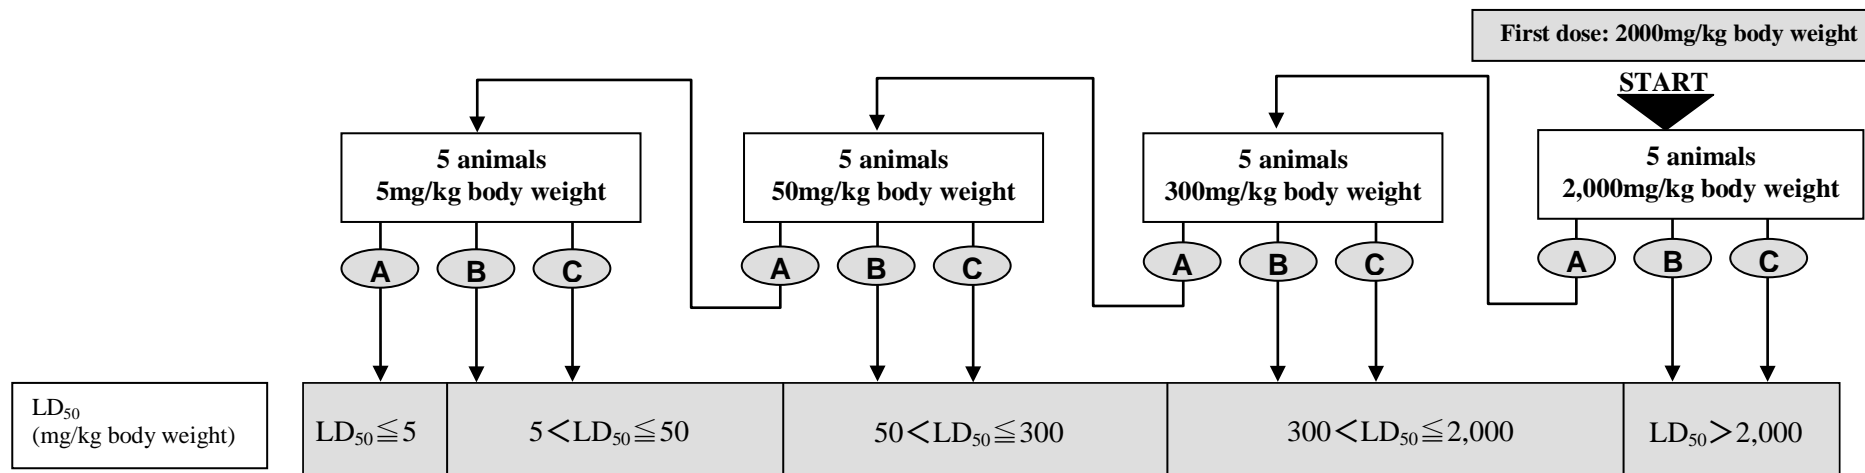 First dose: 2000mg/kg body weight
START
5 animals
5mg/kg body weight
5 animals
50mg/kg body weight
5 animals
300mg/kg body weight
5 animals
2,000mg/kg body weight
A B C A B C A B C A B C
LD50
(mg/kg body weight)
LD50≦5 5＜LD50≦50 50＜LD50≦300 300＜LD50≦2,000 LD50＞2,000